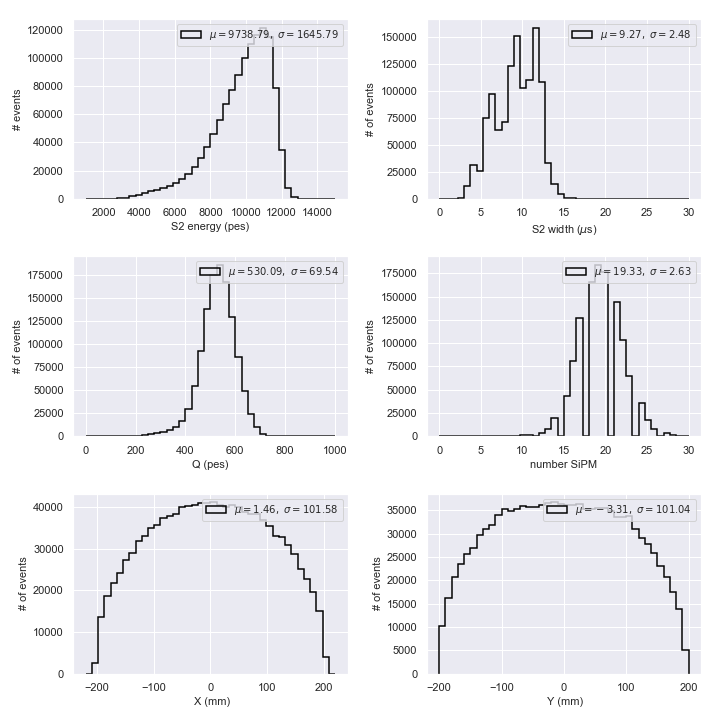 μ = 9738.79, σ = 1645.79
120000
100000
80000
60000
40000
20000
0
# events
2000 4000 6000 8000 10000 12000 14000
S2 energy (pes)
μ = 9.27, σ = 2.48
150000
125000
100000
75000
50000
25000
0
# of events
0 5 10 15 20 25 30
S2 width (μs)
μ = 530.09, σ = 69.54
175000
150000
125000
100000
75000
50000
25000
0
# of events
0 200 400 600 800 1000
Q (pes)
μ = 19.33, σ = 2.63
175000
150000
125000
100000
75000
50000
25000
0
# of events
0 5 10 15 20 25 30
number SiPM
μ = 1.46, σ = 101.58
40000
30000
20000
10000
0
# of events
−200 −100 0 100 200
X (mm)
μ = −3.31, σ = 101.04
35000
30000
25000
20000
15000
10000
5000
0
# of events
−200 −100 0 100 200
Y (mm)